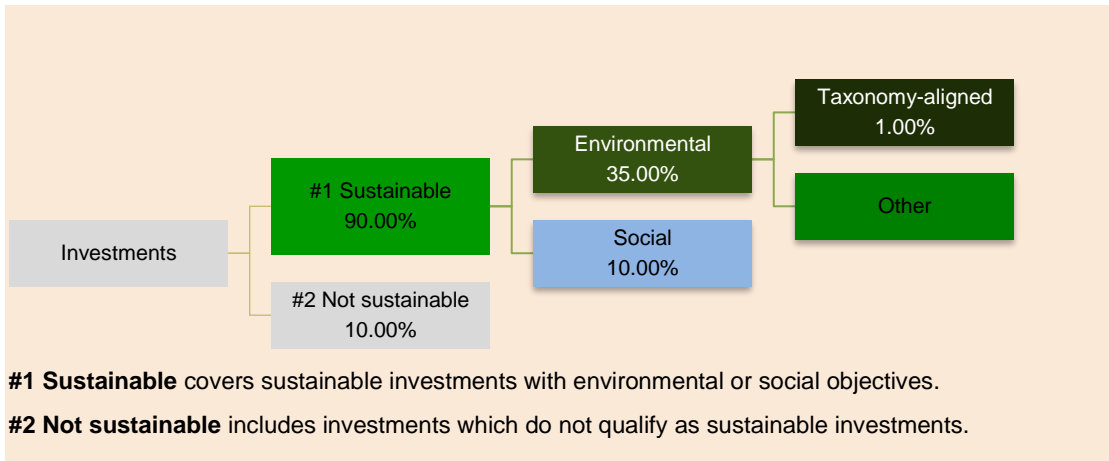 Investments
#1 Sustainable
90.00%
#2 Not sustainable
10.00%
Environmental
35.00%
Social
10.00%
Taxonomy-aligned
1.00%
Other
#1 Sustainable covers sustainable investments with environmental or social objectives.
#2 Not sustainable includes investments which do not qualify as sustainable investments.